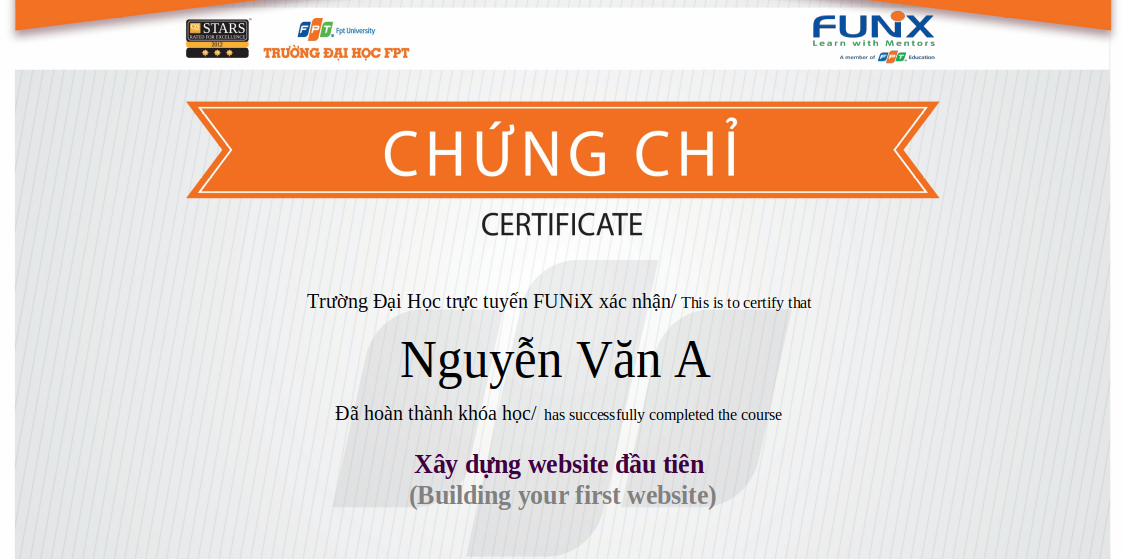 STARS
RATED FOR EXCELLENCE
2012
FPT Fpt University
TRƯỜNG ĐẠI HỌC FPT
FUNiX
Learn with Mentors
A member of FPT Education
CHỨNG CHỈ
CERTIFICATE
Trường Đại Học trực tuyến FUNiX xác nhận/ This is to certify that
Nguyễn Văn A
Đã hoàn thành khóa học/ has successfully completed the course
Xây dựng website đầu tiên
(Building your first website)